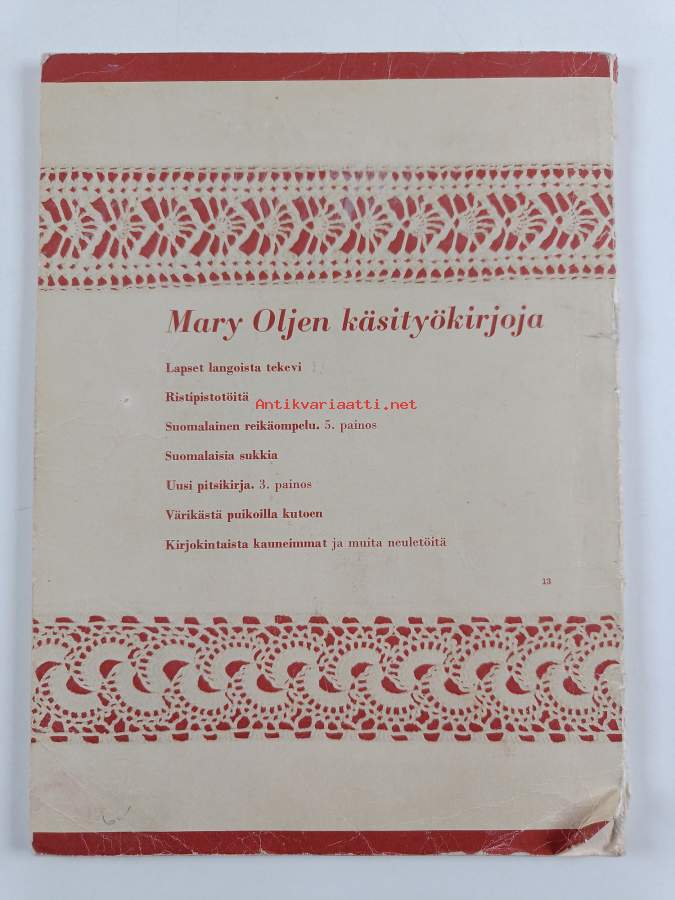 Mary Oljen käsityökirjoja
Lapset langoista tekevi
Ristipistotöitä
Antikvariaatti.net
Suomalainen reikäompelu. 5. painos
Suomalaisia sukkia
Uusi pitsikirja. 3. painos
Värikästä puikoilla kutoen
Kirjokintaista kauneimmat ja muita neuletöitä
13